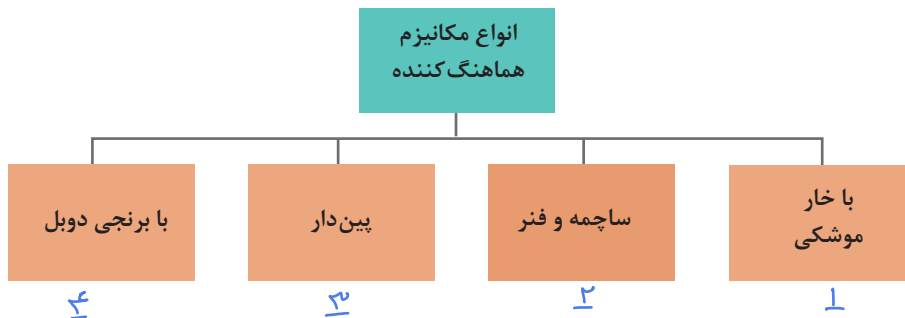 انواع مکانیزم
هماهنگ‌کننده
با خار
موشکی
ساچمه و فنر
پین‌دار
با برنجی دوبل
۱
۲
۳
۴